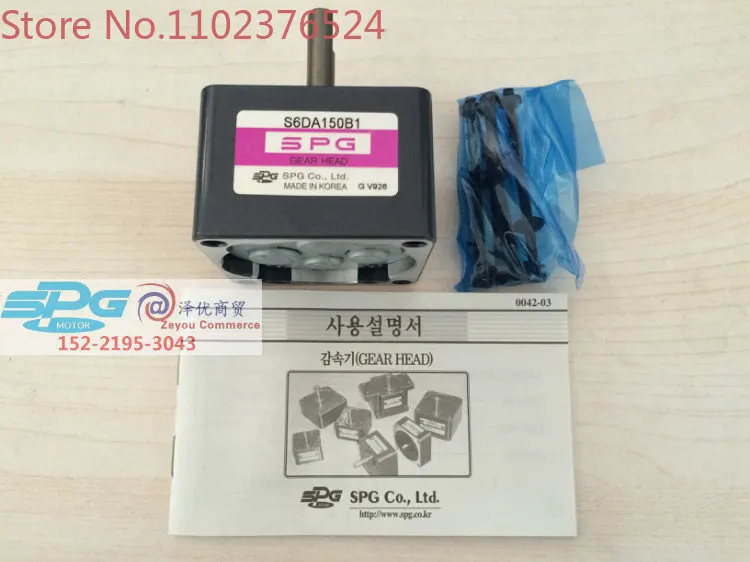 Store No.1102376524
S6DA150B1
SPG
GEAR HEAD
SPG SPG Co., Ltd.
MADE IN KOREA G V926
SPG
MOTOR
@泽优商贸
Zeyou Commerce
152-2195-3043
0042-03
사용설명서
감속기(GEAR HEAD)
SPG SPG Co., Ltd.
http://www.spg.co.kr